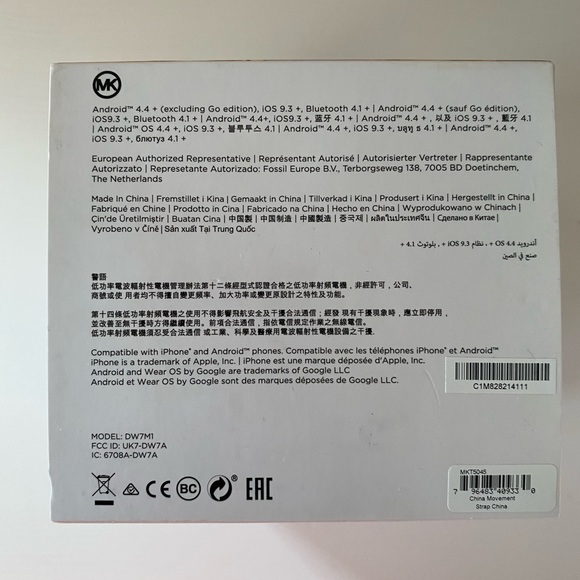 MK
Android™ 4.4 + (excluding Go edition), iOS 9.3 +, Bluetooth 4.1 + | Android™ 4.4 + (sauf Go édition),
iOS9.3 +, Bluetooth 4.1 + | Android™ 4.4+, iOS9.3 +, 蓝牙 4.1 + | Android™ 4.4 + , 以及 iOS 9.3 + , 藍牙 4.1
+ | Android OS 4.4 +, iOS 9.3 +, 블루투스 4.1 | Android™ 4.4 +, iOS 9.3 +, บลูทูธ 4.1 + | Android™ 4.4 +,
iOS 9.3 +, блютуз 4.1 +
European Authorized Representative | Représentant Autorisé | Autorisierter Vertreter | Rappresentante
Autorizzato | Repesetante Autorizado: Fossil Europe B.V., Terborgseweg 138, 7005 BD Doetinchem,
The Netherlands
Made In China | Fremstillet i Kina | Gemaakt in China | Tillverkad i Kina | Produsert i Kina | Hergestellt in China |
Fabriqué en Chine | Prodotto in Cina | Fabricado na China | Hecho en China | Wyprodukowano w Chinach |
Çin'de Üretilmiştir | Buatan Cina | 中国製 | 中国制造 | 中國製造 | 중국제 | ผลิตในประเทศจีน | Сделано в Китае |
Vyrobeno v Číně | Sản xuất Tại Trung Quốc
أندرويد OS 4.4 +، نظام iOS 9.3 +، بلوتوث 4.1 +
صنع في الصين
警語
低功率電波輻射性電機管理辦法第十二條經型式認證合格之低功率射頻電機，非經許可，公司、
商號或使 用者均不得擅自變更頻率、加大功率或變更原設計之特性及功能。
第十四條低功率射頻電機之使用不得影響飛航安全及干擾合法通信；經發 現有干擾現象時，應立即停用，
並改善至無干擾時方得繼續使用。前項合法通信，指依電信規定作業之無線電信。
低功率射頻電機須忍受合法通信 或工業、科學及醫療用電波輻射性電機設備之干擾。
Compatible with iPhone® and Android™ phones. Compatible avec les téléphones iPhone® et Android™
iPhone is a trademark of Apple, Inc. | iPhone est une marque déposée d'Apple, Inc.
Android and Wear OS by Google are trademarks of Google LLC
Android et Wear OS by Google sont des marques déposées de Google LLC
C1M828214111
MODEL: DW7M1
FCC ID: UK7-DW7A
IC: 6708A-DW7A
CE BC EAC
MKT5045
7 96483 40933 0
China Movement
Strap China